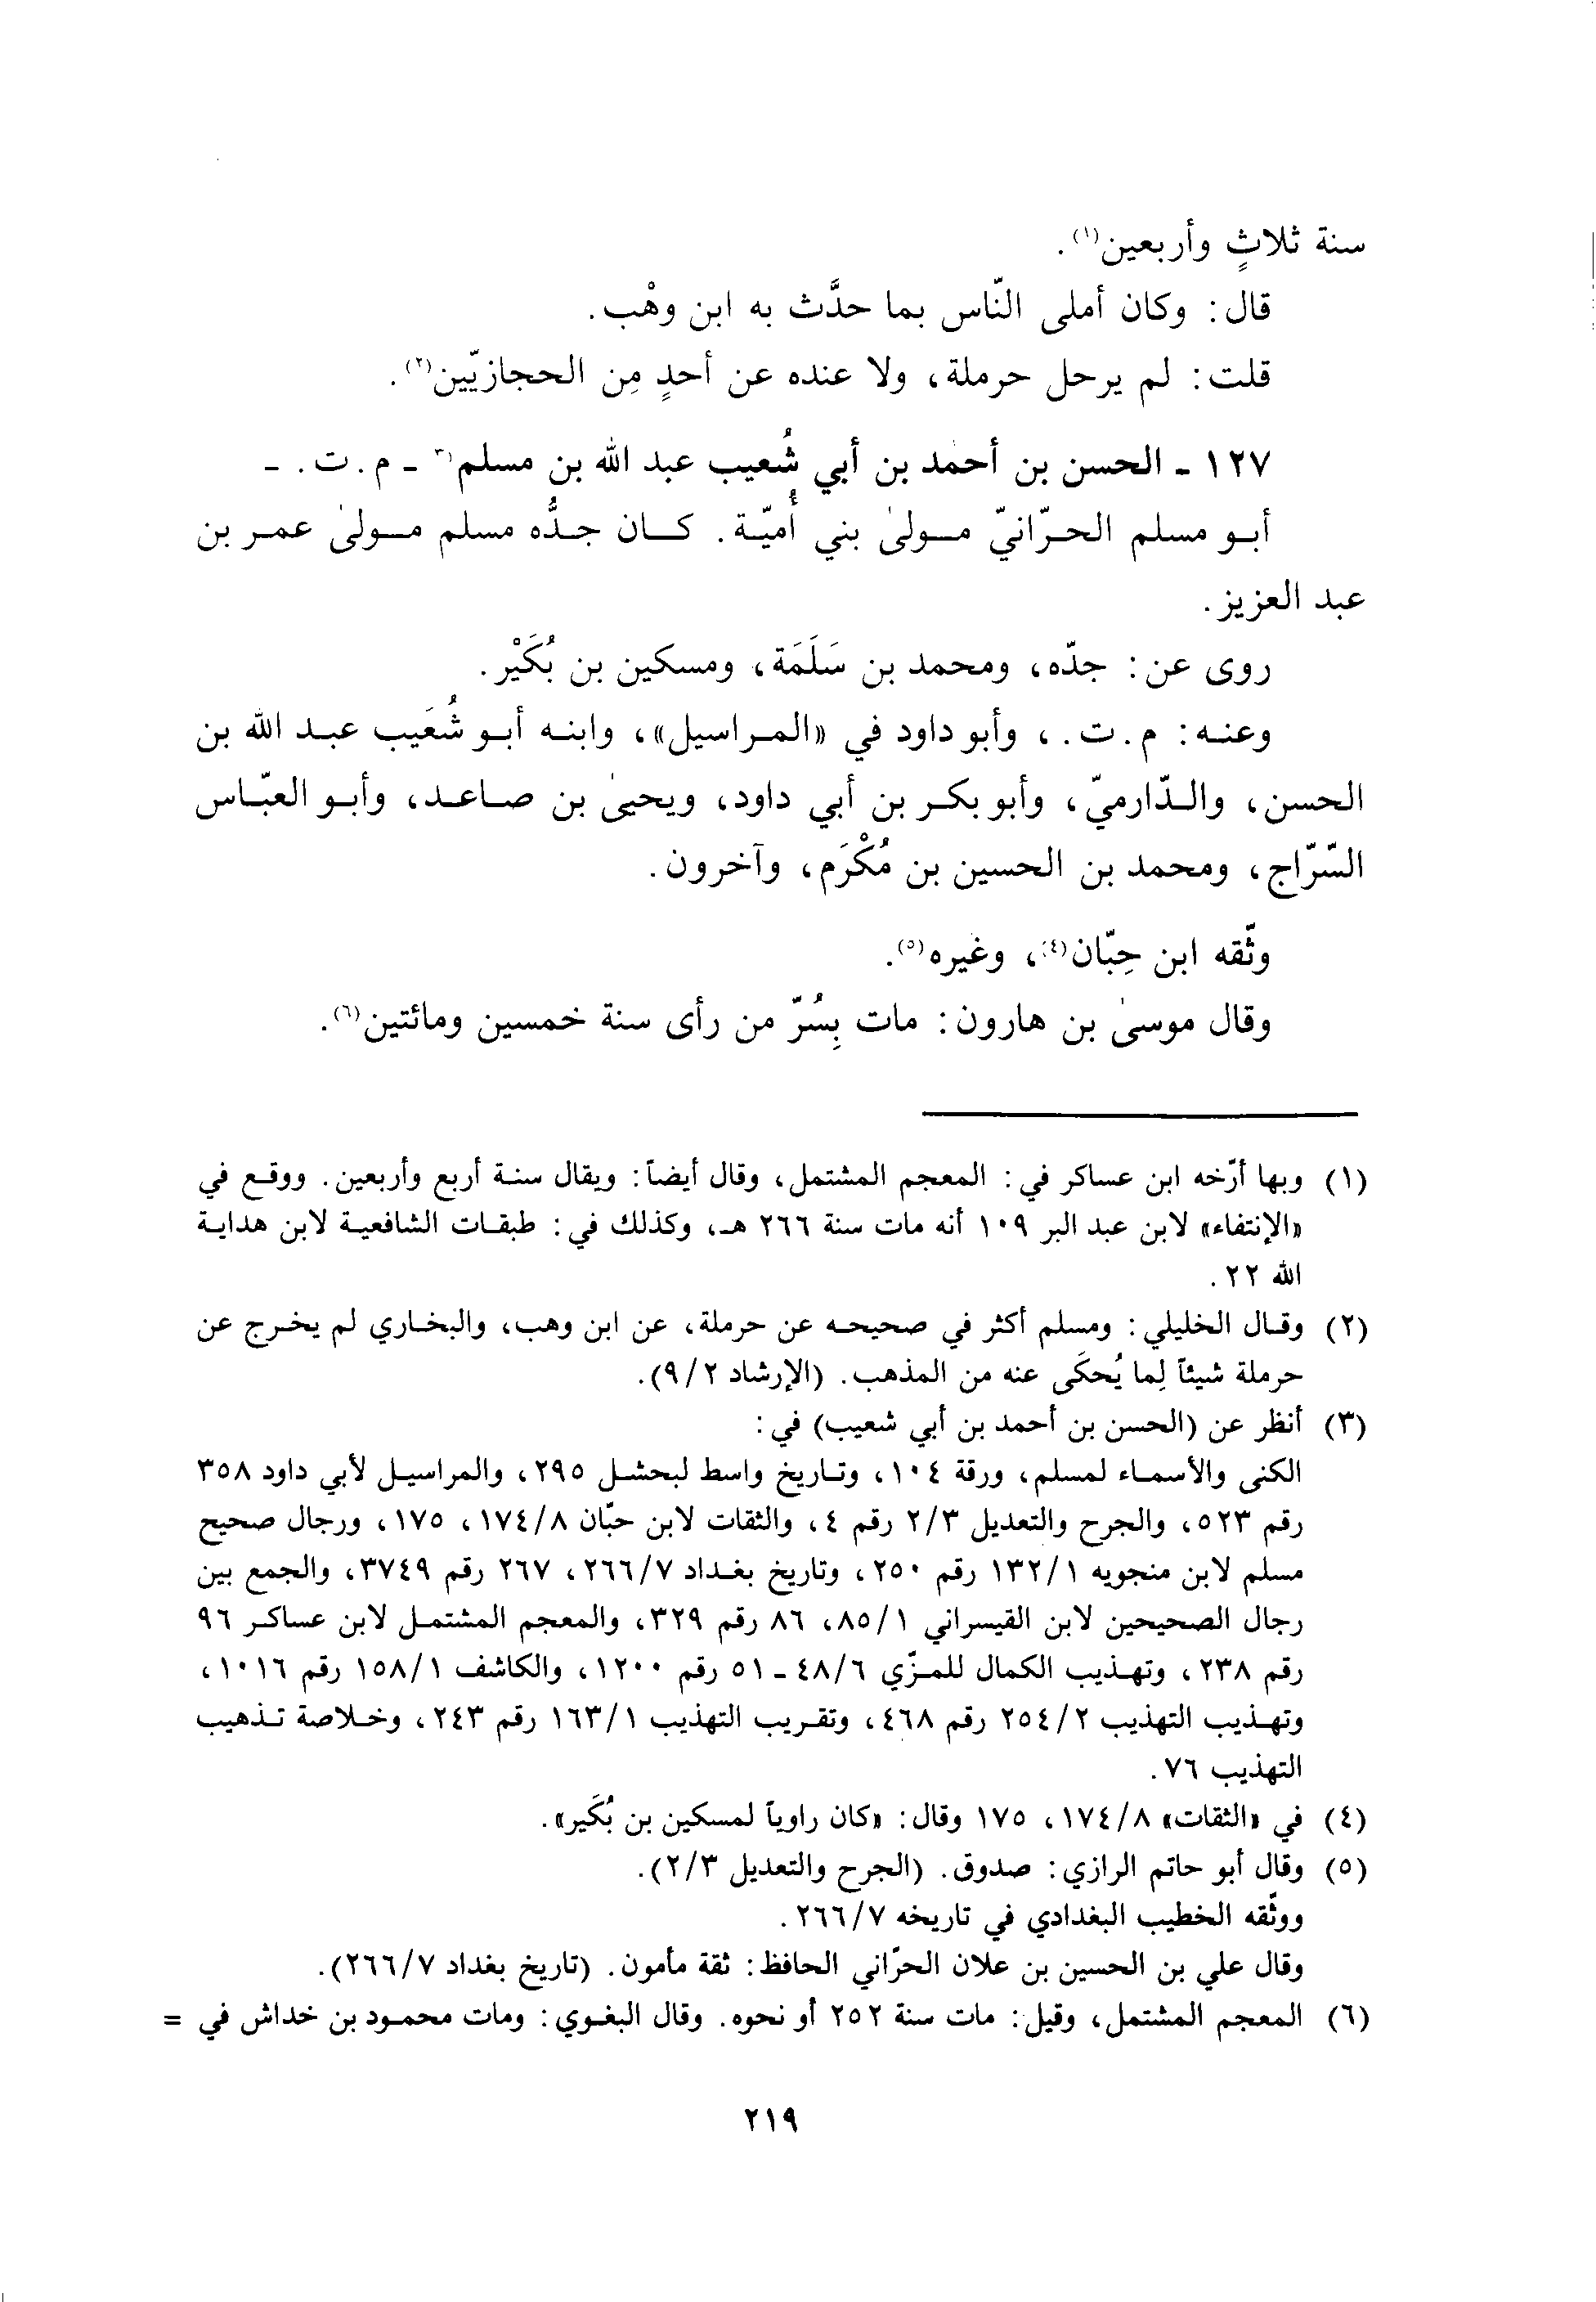 سنة ثلاثٍ وأربعين(١).
قال: وكان أملى النّاس بما حدَّث به ابن وهْب.
قلت: لم يرحل حرملة، ولا عنده عن أحدٍ مِن الحجازيّين(٢).
١٢٧ - الحسن بن أحمد بن أبي شُعيب عبد الله بن مسلم(٣) - م. ت. -
أبو مسلم الحرّانيّ مولىٰ بني أُميّة. كان جدُّه مسلم مولىٰ عمر بن
عبد العزيز.
روى عن: جدّه، ومحمد بن سَلَمَة، ومسكين بن بُكَيْر.
وعنه: م. ت.، وأبو داود في «المراسيل»، وابنه أبو شُعَيب عبد الله بن
الحسن، والدّارميّ، وأبو بكر بن أبي داود، ويحيىٰ بن صاعد، وأبو العبّاس
السّرّاج، ومحمد بن الحسين بن مُكْرَم، وآخرون.
وثّقه ابن حِبّان(٤)، وغيره(٥).
وقال موسىٰ بن هارون: مات بِسُرّ من رأى سنة خمسين ومائتين(٦).
(١) وبها أرّخه ابن عساكر في: المعجم المشتمل، وقال أيضاً: ويقال سنة أربع وأربعين. ووقع في
«الإنتفاء» لابن عبد البر ١٠٩ أنه مات سنة ٢٦٦ هـ، وكذلك في: طبقات الشافعية لابن هداية
الله ٢٢.
(٢) وقال الخليلي: ومسلم أكثر في صحيحه عن حرملة، عن ابن وهب، والبخاري لم يخرج عن
حرملة شيئاً لِما يُحكَى عنه من المذهب. (الإرشاد ٩/٢).
(٣) أنظر عن (الحسن بن أحمد بن أبي شعيب) في:
الكنى والأسماء لمسلم، ورقة ١٠٤، وتاريخ واسط لبحشل ٢٩٥، والمراسيل لأبي داود ٣٥٨
رقم ٥٢٣، والجرح والتعديل ٢/٣ رقم ٤، والثقات لابن حبّان ١٧٤/٨، ١٧٥، ورجال صحيح
مسلم لابن منجويه ١٣٢/١ رقم ٢٥٠، وتاريخ بغداد ٢٦٦/٧، ٢٦٧ رقم ٣٧٤٩، والجمع بين
رجال الصحيحين لابن القيسراني ٨٥/١، ٨٦ رقم ٣٢٩، والمعجم المشتمل لابن عساكر ٩٦
رقم ٢٣٨، وتهذيب الكمال للمزّي ٤٨/٦ - ٥١ رقم ١٢٠٠، والكاشف ١٥٨/١ رقم ١٠١٦،
وتهذيب التهذيب ٢٥٤/٢ رقم ٤٦٨، وتقريب التهذيب ١٦٣/١ رقم ٢٤٣، وخلاصة تذهيب
التهذيب ٧٦.
(٤) في «الثقات» ١٧٤/٨، ١٧٥ وقال: «كان راوياً لمسكين بن بُكَير».
(٥) وقال أبو حاتم الرازي: صدوق. (الجرح والتعديل ٢/٣).
ووثّقه الخطيب البغدادي في تاريخه ٢٦٦/٧.
وقال علي بن الحسين بن علان الحرّاني الحافظ: ثقة مأمون. (تاريخ بغداد ٢٦٦/٧).
(٦) المعجم المشتمل، وقيل: مات سنة ٢٥٢ أو نحوه. وقال البغوي: ومات محمود بن خداش في =
٢١٩